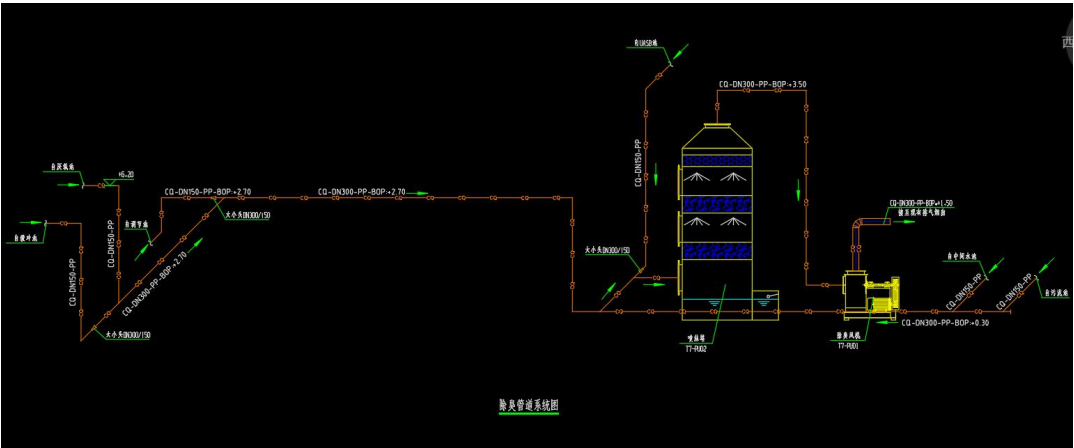 西
自UASB池
CQ-DN300-PP-BOP:+3.50
CQ-DN150-PP
+6.20
CQ-DN150-PP-BOP:+2.70
CQ-DN300-PP-BOP:+2.70
大小头DN300/150
CQ-DN300-PP-BOP:+1.50
自调节池
CQ-DN150-PP
自缓冲池
大小头DN300/150
自中间水池
CQ-DN150-PP
CQ-DN300-PP-BOP:+2.70
CQ-DN150-PP
CQ-DN150-PP
自污泥池
CQ-DN300-PP-BOP:+0.30
大小头DN300/150
喷淋塔
T7-PU02
除臭风机
T7-PU01
除臭管道系统图